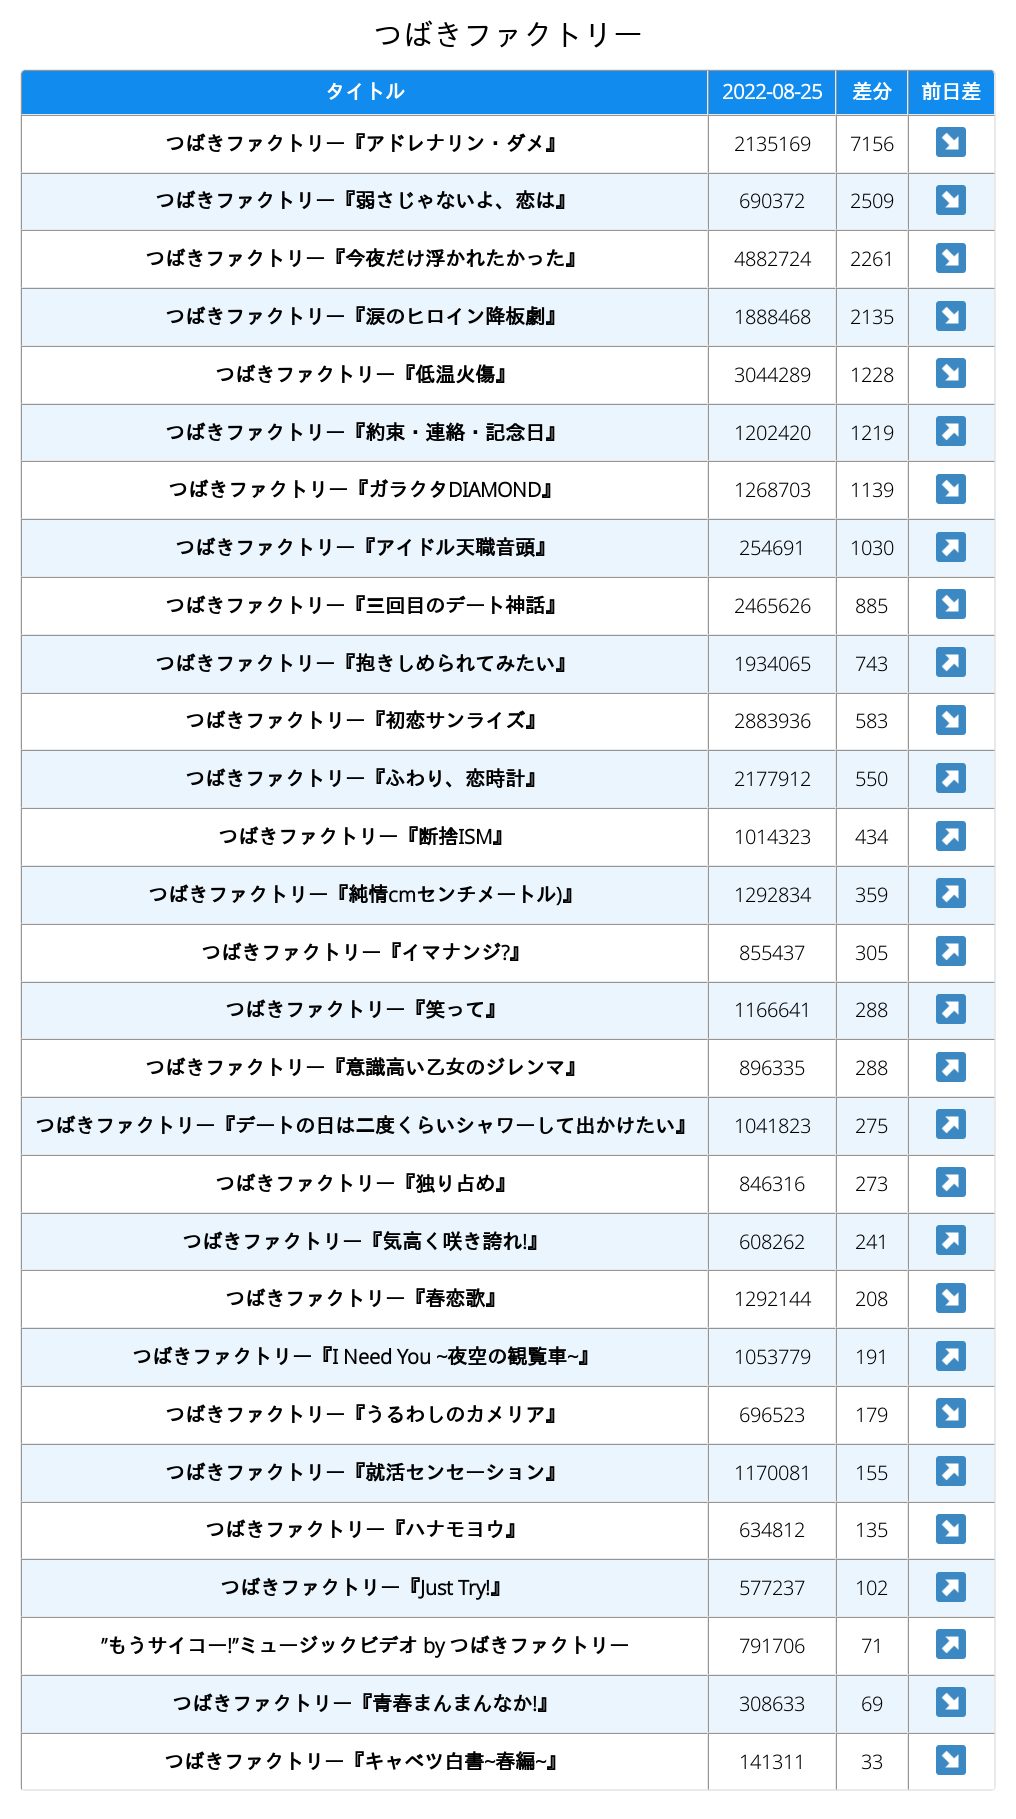 つばきファクトリー
タイトル 2022-08-25 差分 前日差
つばきファクトリー『アドレナリン・ダメ』 2135169 7156 ↘
つばきファクトリー『弱さじゃないよ、恋は』 690372 2509 ↘
つばきファクトリー『今夜だけ浮かれたかった』 4882724 2261 ↘
つばきファクトリー『涙のヒロイン降板劇』 1888468 2135 ↘
つばきファクトリー『低温火傷』 3044289 1228 ↘
つばきファクトリー『約束・連絡・記念日』 1202420 1219 ↗
つばきファクトリー『ガラクタDIAMOND』 1268703 1139 ↘
つばきファクトリー『アイドル天職音頭』 254691 1030 ↗
つばきファクトリー『三回目のデート神話』 2465626 885 ↘
つばきファクトリー『抱きしめられてみたい』 1934065 743 ↗
つばきファクトリー『初恋サンライズ』 2883936 583 ↘
つばきファクトリー『ふわり、恋時計』 2177912 550 ↗
つばきファクトリー『断捨ISM』 1014323 434 ↗
つばきファクトリー『純情cmセンチメートル)』 1292834 359 ↗
つばきファクトリー『イマナンジ?』 855437 305 ↗
つばきファクトリー『笑って』 1166641 288 ↗
つばきファクトリー『意識高い乙女のジレンマ』 896335 288 ↗
つばきファクトリー『デートの日は二度くらいシャワーして出かけたい』 1041823 275 ↗
つばきファクトリー『独り占め』 846316 273 ↗
つばきファクトリー『気高く咲き誇れ!』 608262 241 ↗
つばきファクトリー『春恋歌』 1292144 208 ↘
つばきファクトリー『I Need You ~夜空の観覧車~』 1053779 191 ↗
つばきファクトリー『うるわしのカメリア』 696523 179 ↘
つばきファクトリー『就活センセーション』 1170081 155 ↗
つばきファクトリー『ハナモヨウ』 634812 135 ↘
つばきファクトリー『Just Try!』 577237 102 ↗
"もうサイコー!"ミュージックビデオ by つばきファクトリー 791706 71 ↗
つばきファクトリー『青春まんまんなか!』 308633 69 ↘
つばきファクトリー『キャベツ白書~春編~』 141311 33 ↘